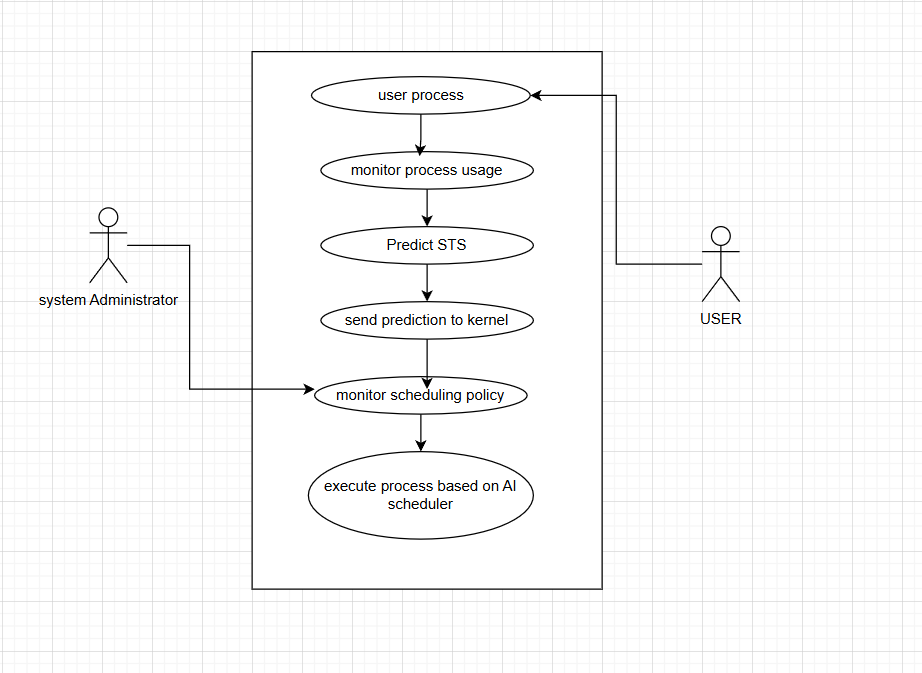 user process
monitor process usage
Predict STS
system Administrator
send prediction to kernel
USER
monitor scheduling policy
execute process based on AI
scheduler